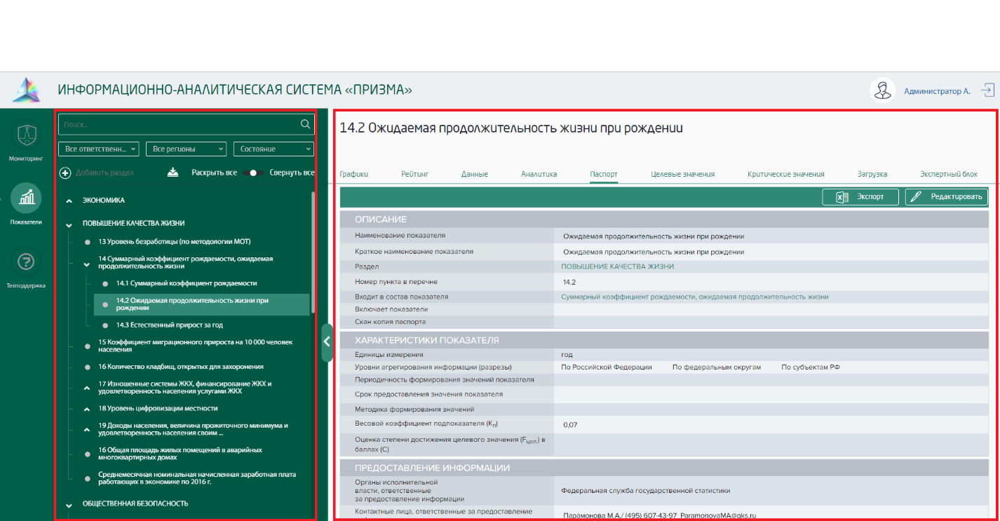 ИНФОРМАЦИОННО-АНАЛИТИЧЕСКАЯ СИСТЕМА «ПРИЗМА»
Администратор А.
Мониторинг
Показатели
Техподдержка
Поиск...
Все ответственн...
Все регионы
Состояние
Добавить раздел
Раскрыть все
Свернуть все
ЭКОНОМИКА
ПОВЫШЕНИЕ КАЧЕСТВА ЖИЗНИ
13 Уровень безработицы (по методологии МОТ)
14 Суммарный коэффициент рождаемости, ожидаемая
продолжительность жизни
14.1 Суммарный коэффициент рождаемости
14.2 Ожидаемая продолжительность жизни при
рождении
14.3 Естественный прирост за год
15 Коэффициент миграционного прироста на 10 000 человек
населения
16 Количество кладбищ, открытых для захоронения
17 Изношенные системы ЖКХ, финансирование ЖКХ и
удовлетворенность населения услугами ЖКХ
18 Уровень цифровизации местности
19 Доходы населения, величина прожиточного минимума и
удовлетворенность населения своим ...
16 Общая площадь жилых помещений в аварийных
многоквартирных домах
Среднемесячная номинальная начисленная заработная плата
работающих в экономике по 2016 г.
ОБЩЕСТВЕННАЯ БЕЗОПАСНОСТЬ
14.2 Ожидаемая продолжительность жизни при рождении
Графики
Рейтинг
Данные
Аналитика
Паспорт
Целевые значения
Критические значения
Загрузка
Экспертный блок
Экспорт
Редактировать
ОПИСАНИЕ
Наименование показателя
Ожидаемая продолжительность жизни при рождении
Краткое наименование показателя
Ожидаемая продолжительность жизни при рождении
Раздел
ПОВЫШЕНИЕ КАЧЕСТВА ЖИЗНИ
Номер пункта в перечне
14.2
Входит в состав показателя
Суммарный коэффициент рождаемости, ожидаемая продолжительность жизни
Включает показатели
Скан копия паспорта
ХАРАКТЕРИСТИКИ ПОКАЗАТЕЛЯ
Единицы измерения
год
Уровни агрегирования информации (разрезы)
По Российской Федерации
По федеральным округам
По субъектам РФ
Периодичность формирования значений показателя
Срок предоставления значения показателя
Методика формирования значений
Весовой коэффициент подпоказателя (Kп)
0,07
Оценка степени достижения целевого значения (Fцел.) в
баллах (C)
ПРЕДОСТАВЛЕНИЕ ИНФОРМАЦИИ
Органы исполнительной
власти, ответственные
за предоставление информации
Федеральная служба государственной статистики
Контактные лица, ответственные за предоставление
Парамонова М.А./ (495) 607-43-97, ParamonovaMA@gks.ru